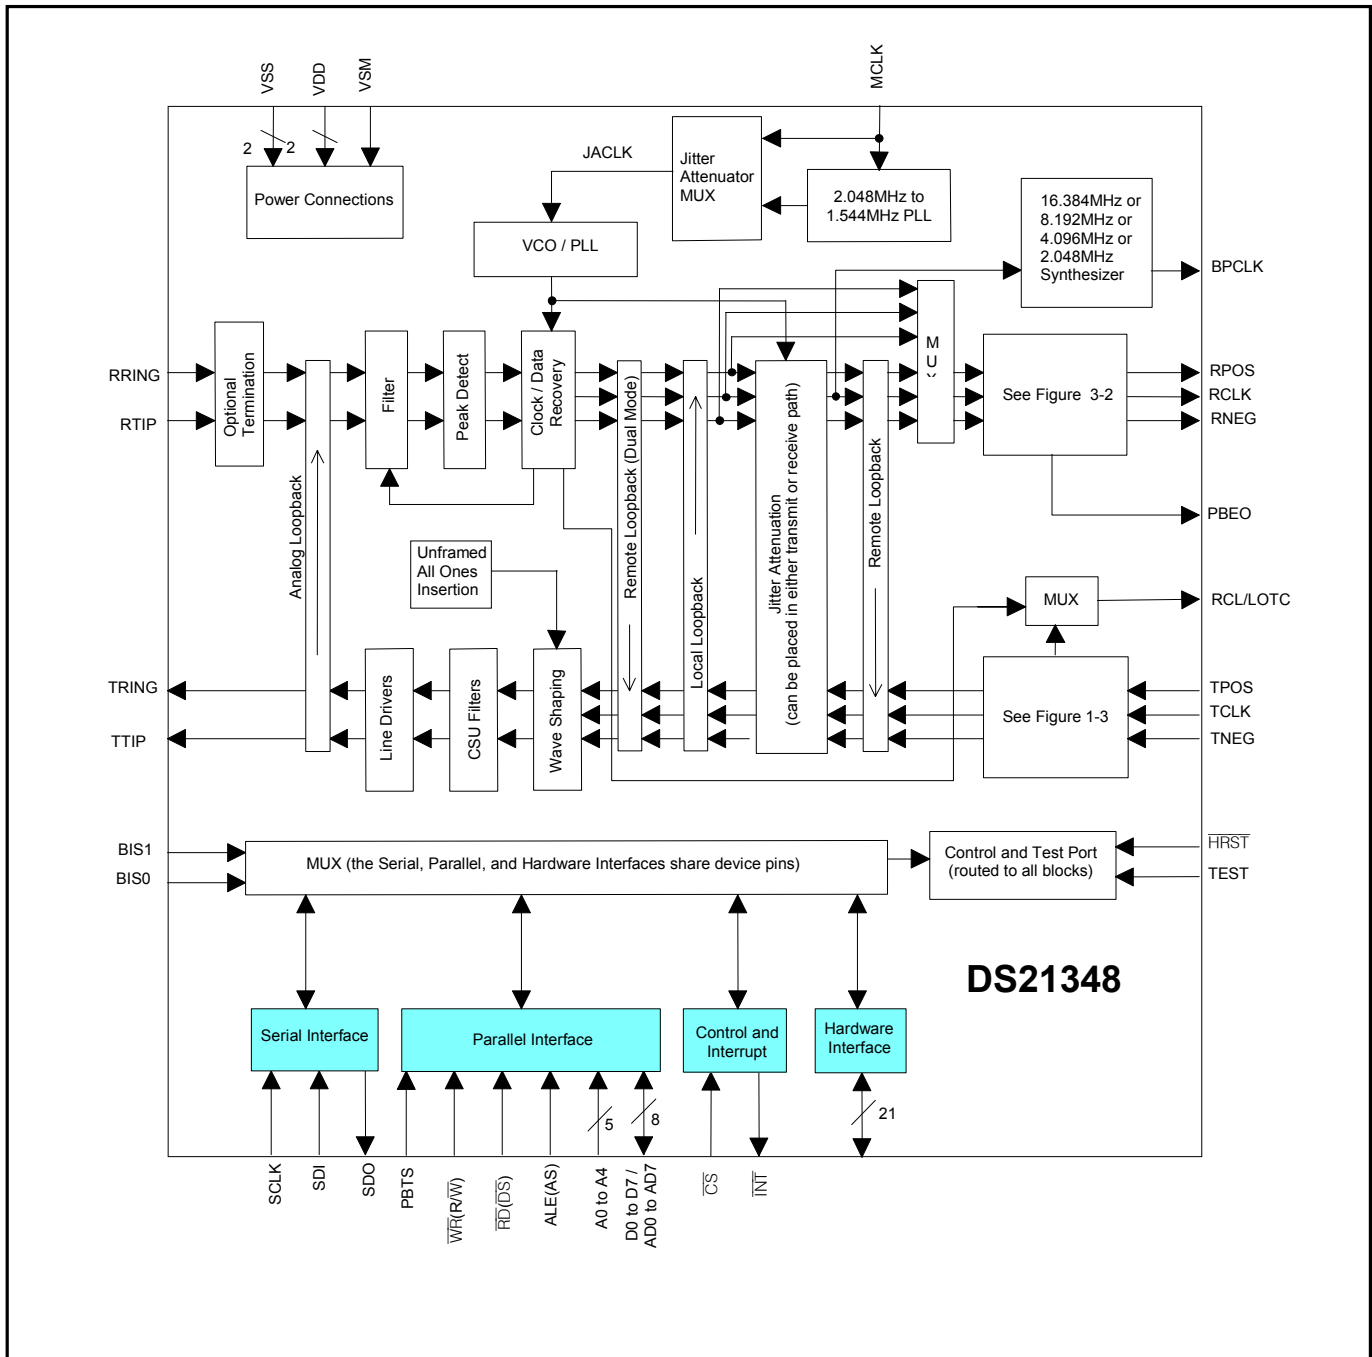 VSS
VDD
VSM
MCLK
2
2
Power Connections
JACLK
Jitter
Attenuator
MUX
2.048MHz to
1.544MHz PLL
16.384MHz or
8.192MHz or
4.096MHz or
2.048MHz
Synthesizer
BPCLK
VCO / PLL
RRING
RTIP
Optional
Termination
Analog Loopback
Filter
Peak Detect
Clock / Data
Recovery
Remote Loopback (Dual Mode)
Local Loopback
Jitter Attenuation
(can be placed in either transmit or receive path)
Remote Loopback
MUX
See Figure 3-2
RPOS
RCLK
RNEG
PBEO
Unframed
All Ones
Insertion
MUX
RCL/LOTC
TRING
TTIP
Line Drivers
CSU Filters
Wave Shaping
See Figure 1-3
TPOS
TCLK
TNEG
BIS1
BIS0
MUX (the Serial, Parallel, and Hardware Interfaces share device pins)
Control and Test Port
(routed to all blocks)
H̅R̅S̅T̅
TEST
DS21348
Serial Interface
Parallel Interface
Control and
Interrupt
Hardware
Interface
5
8
21
SCLK
SDI
SDO
PBTS
W̅R̅(R/W̅)
R̅D̅(D̅S̅)
ALE(AS)
A0 to A4
D0 to D7 /
AD0 to AD7
C̅S̅
I̅N̅T̅